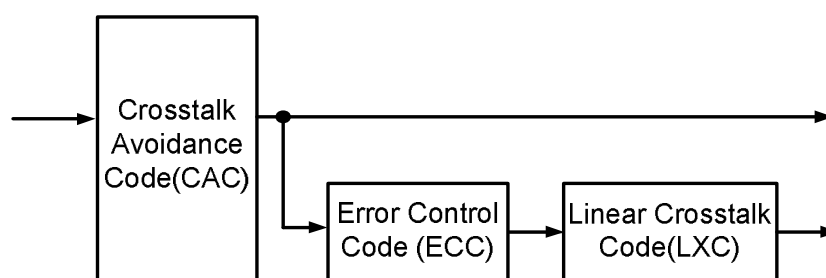 Crosstalk
Avoidance
Code(CAC)
Error Control
Code (ECC)
Linear Crosstalk
Code(LXC)